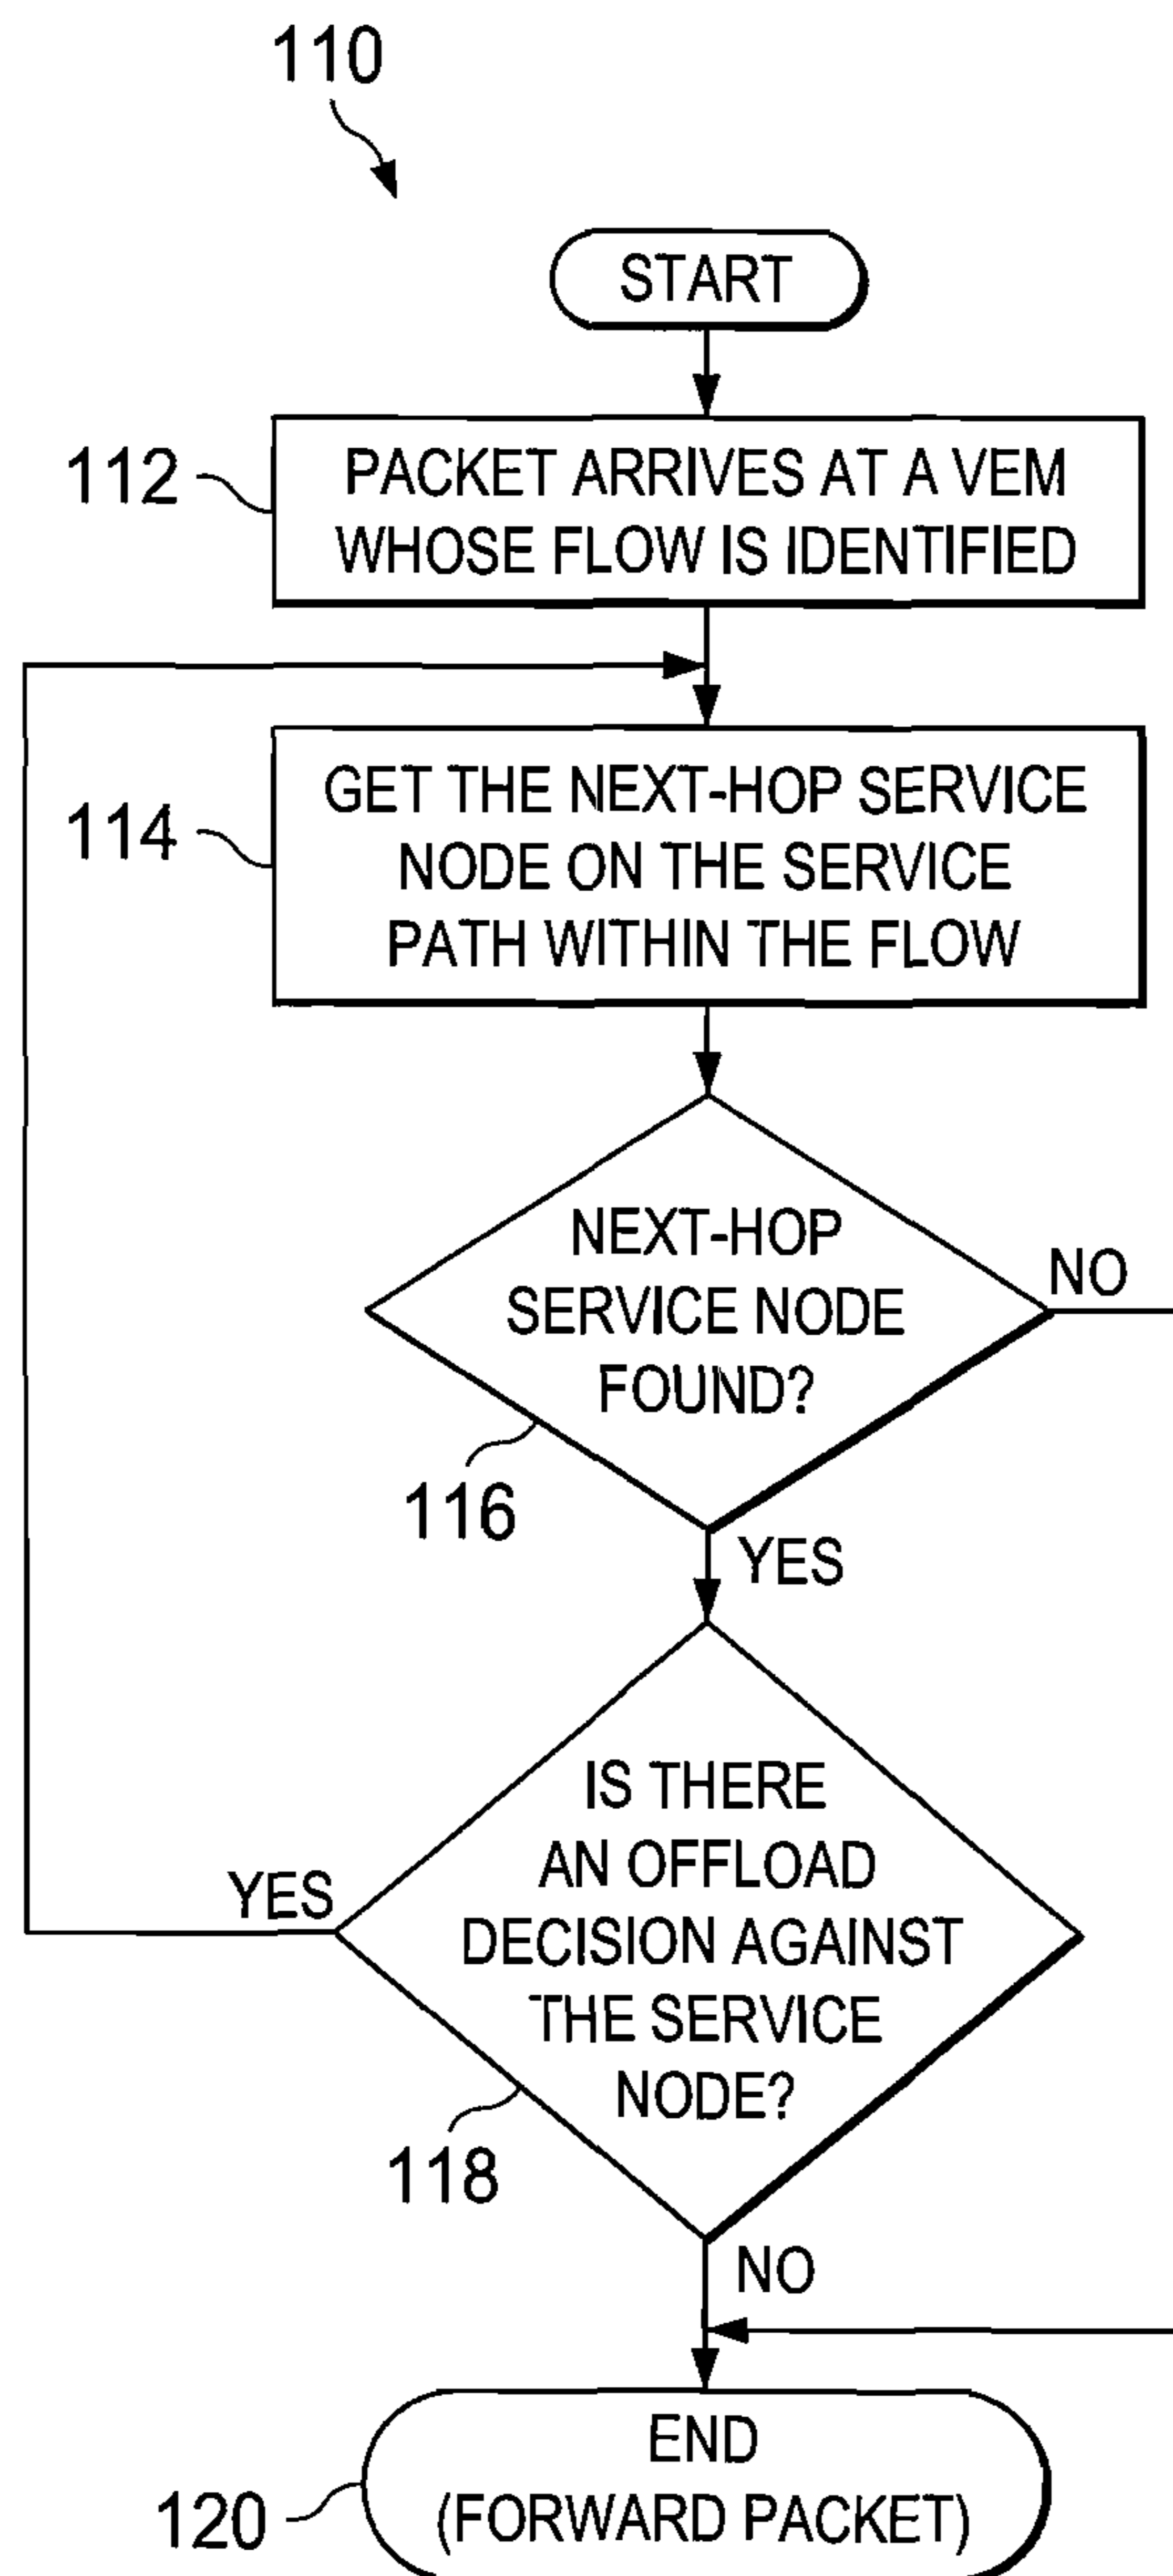 110
START
112
PACKET ARRIVES AT A VEM
WHOSE FLOW IS IDENTIFIED
114
GET THE NEXT-HOP SERVICE
NODE ON THE SERVICE
PATH WITHIN THE FLOW
NEXT-HOP
SERVICE NODE
FOUND?
NO
116
YES
IS THERE
AN OFFLOAD
DECISION AGAINST
THE SERVICE
NODE?
YES
118
NO
END
(FORWARD PACKET)
120